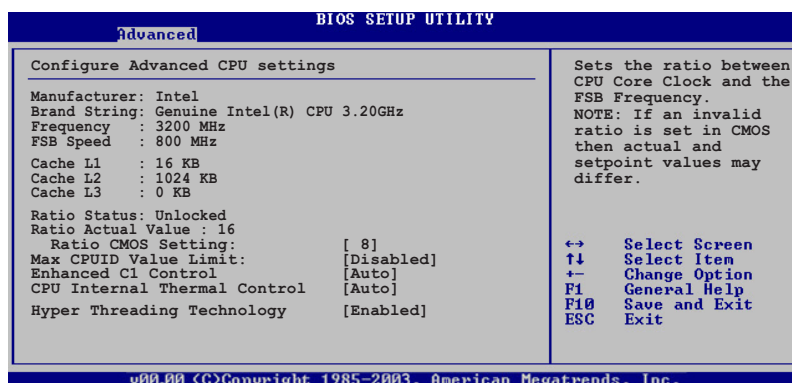 BIOS SETUP UTILITY
Advanced
Configure Advanced CPU settings
Manufacturer: Intel
Brand String: Genuine Intel(R) CPU 3.20GHz
Frequency : 3200 MHz
FSB Speed : 800 MHz
Cache L1 : 16 KB
Cache L2 : 1024 KB
Cache L3 : 0 KB
Ratio Status: Unlocked
Ratio Actual Value : 16
Ratio CMOS Setting: [ 8]
Max CPUID Value Limit: [Disabled]
Enhanced C1 Control [Auto]
CPU Internal Thermal Control [Auto]
Hyper Threading Technology [Enabled]
Sets the ratio between
CPU Core Clock and the
FSB Frequency.
NOTE: If an invalid
ratio is set in CMOS
then actual and
setpoint values may
differ.
←→ Select Screen
↑↓ Select Item
+- Change Option
F1 General Help
F10 Save and Exit
ESC Exit
v00.00 (C)Copyright 1985-2003, American Megatrends, Inc.